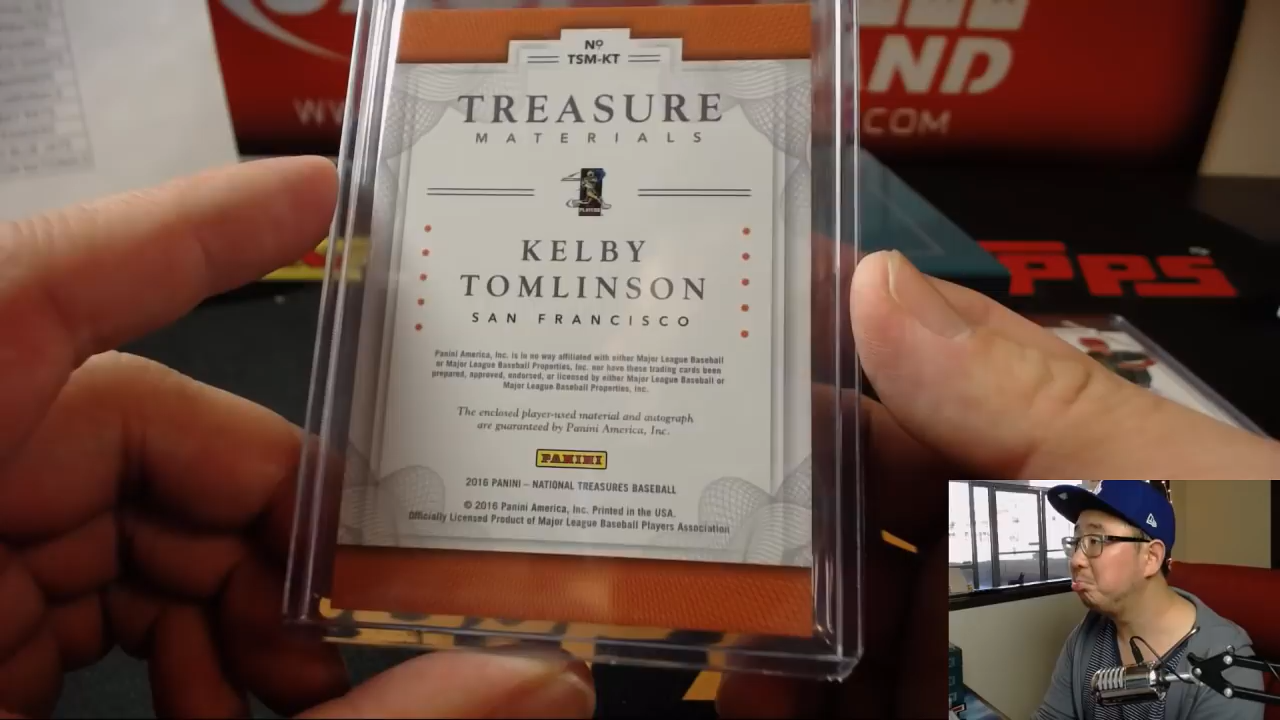 AND
WW
.COM
Nº
TSM-KT
TREASURE
MATERIALS
KELBY
TOMLINSON
SAN FRANCISCO
Panini America, Inc. is in no way affiliated with either Major League Baseball
or Major League Baseball Properties, Inc. nor have these trading cards been
prepared, approved, endorsed, or licensed by either Major League Baseball or
Major League Baseball Properties, Inc.
The enclosed player-used material and autograph
are guaranteed by Panini America, Inc.
PANINI
2016 PANINI – NATIONAL TREASURES BASEBALL
© 2016 Panini America, Inc. Printed in the USA.
Officially Licensed Product of Major League Baseball Players Association
PPS